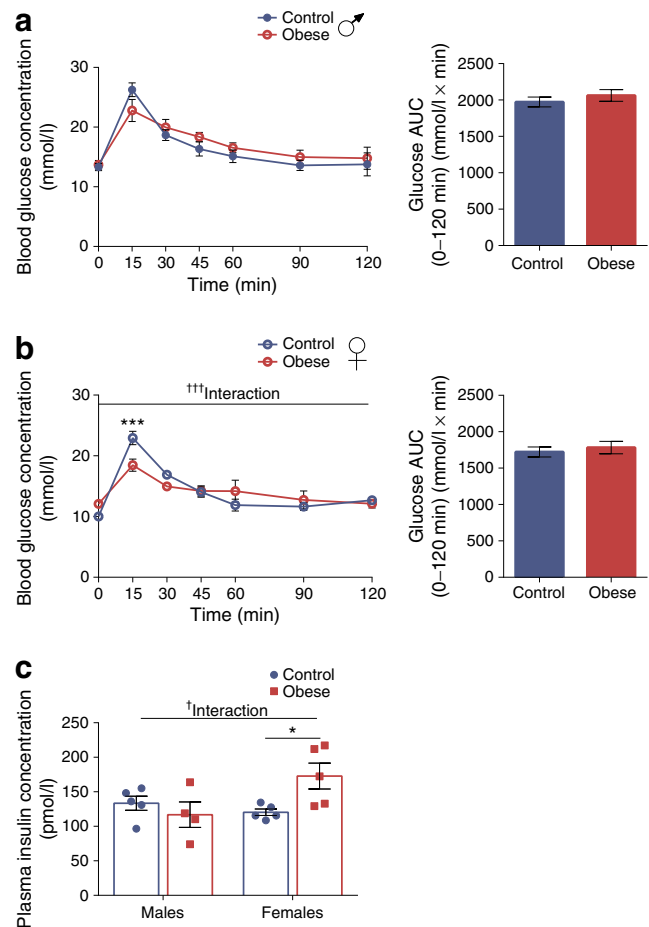 a
Control
Obese
Blood glucose concentration
(mmol/l)
30
20
10
0
0 15 30 45 60 90 120
Time (min)
Glucose AUC
(0–120 min) (mmol/l × min)
2500
2000
1500
1000
500
0
Control Obese
b
Control
Obese
†††Interaction
***
Blood glucose concentration
(mmol/l)
30
20
10
0
0 15 30 45 60 90 120
Time (min)
Glucose AUC
(0–120 min) (mmol/l × min)
2500
2000
1500
1000
500
0
Control Obese
c
Control
Obese
†Interaction
*
Plasma insulin concentration
(pmol/l)
250
200
150
100
50
0
Males Females